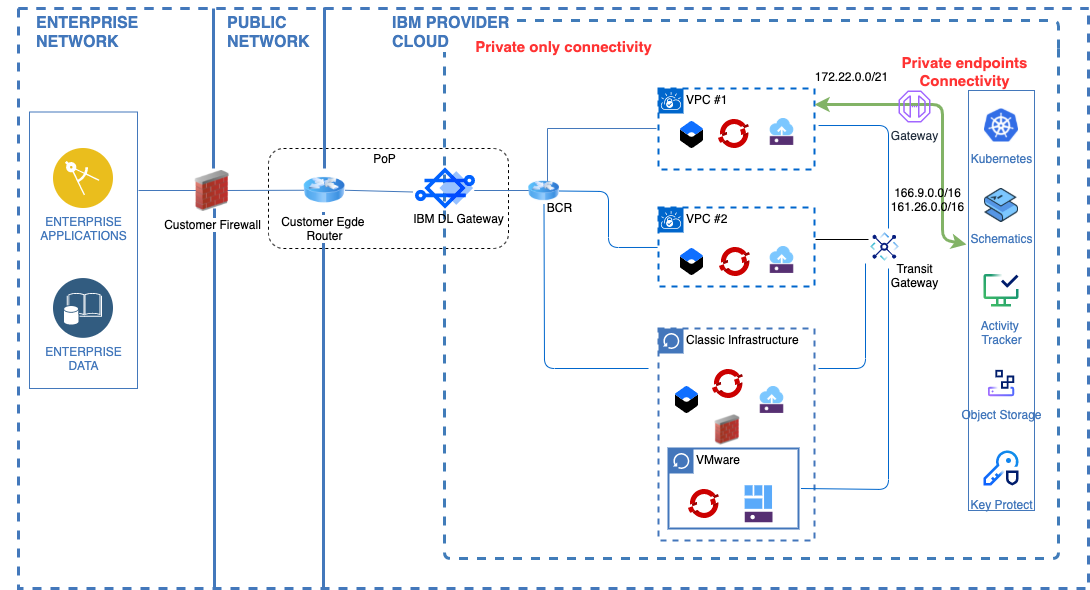 ENTERPRISE
NETWORK
PUBLIC
NETWORK
IBM PROVIDER
CLOUD
Private only connectivity
Private endpoints
Connectivity
172.22.0.0/21
VPC #1
Gateway
Kubernetes
PoP
Customer Firewall
Customer Egde
Router
IBM DL Gateway
BCR
ENTERPRISE
APPLICATIONS
ENTERPRISE
DATA
VPC #2
166.9.0.0/16
161.26.0.0/16
Transit
Gateway
Schematics
Activity
Tracker
Classic Infrastructure
VMware
Object Storage
Key Protect